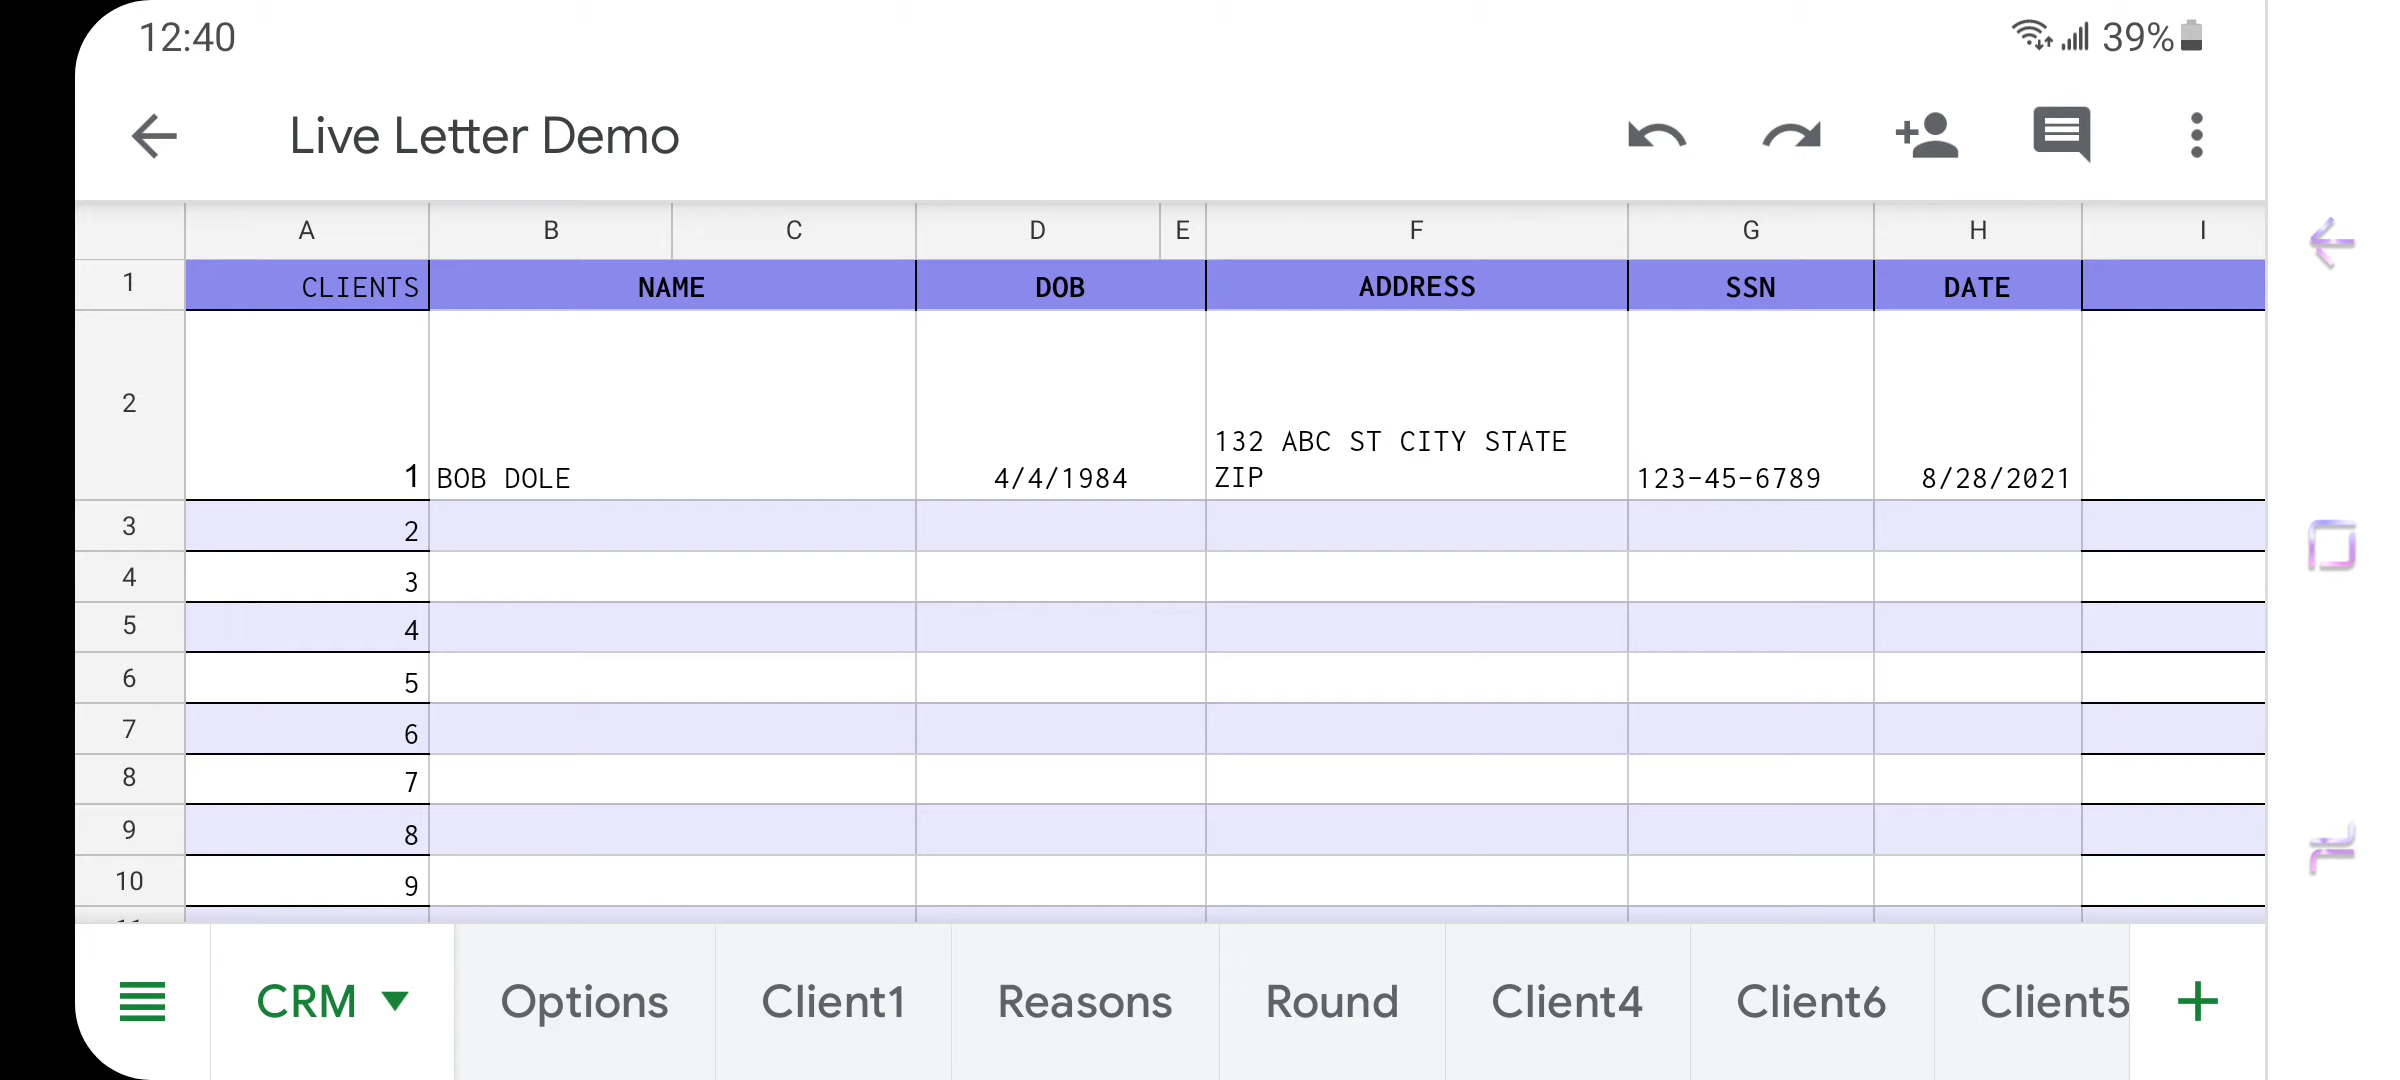 12:40
39%
Live Letter Demo
A B C D E F G H I
1 CLIENTS NAME DOB ADDRESS SSN DATE
2 1 BOB DOLE 4/4/1984 132 ABC ST CITY STATE
ZIP 123-45-6789 8/28/2021
3 2
4 3
5 4
6 5
7 6
8 7
9 8
10 9
CRM Options Client1 Reasons Round Client4 Client6 Client5